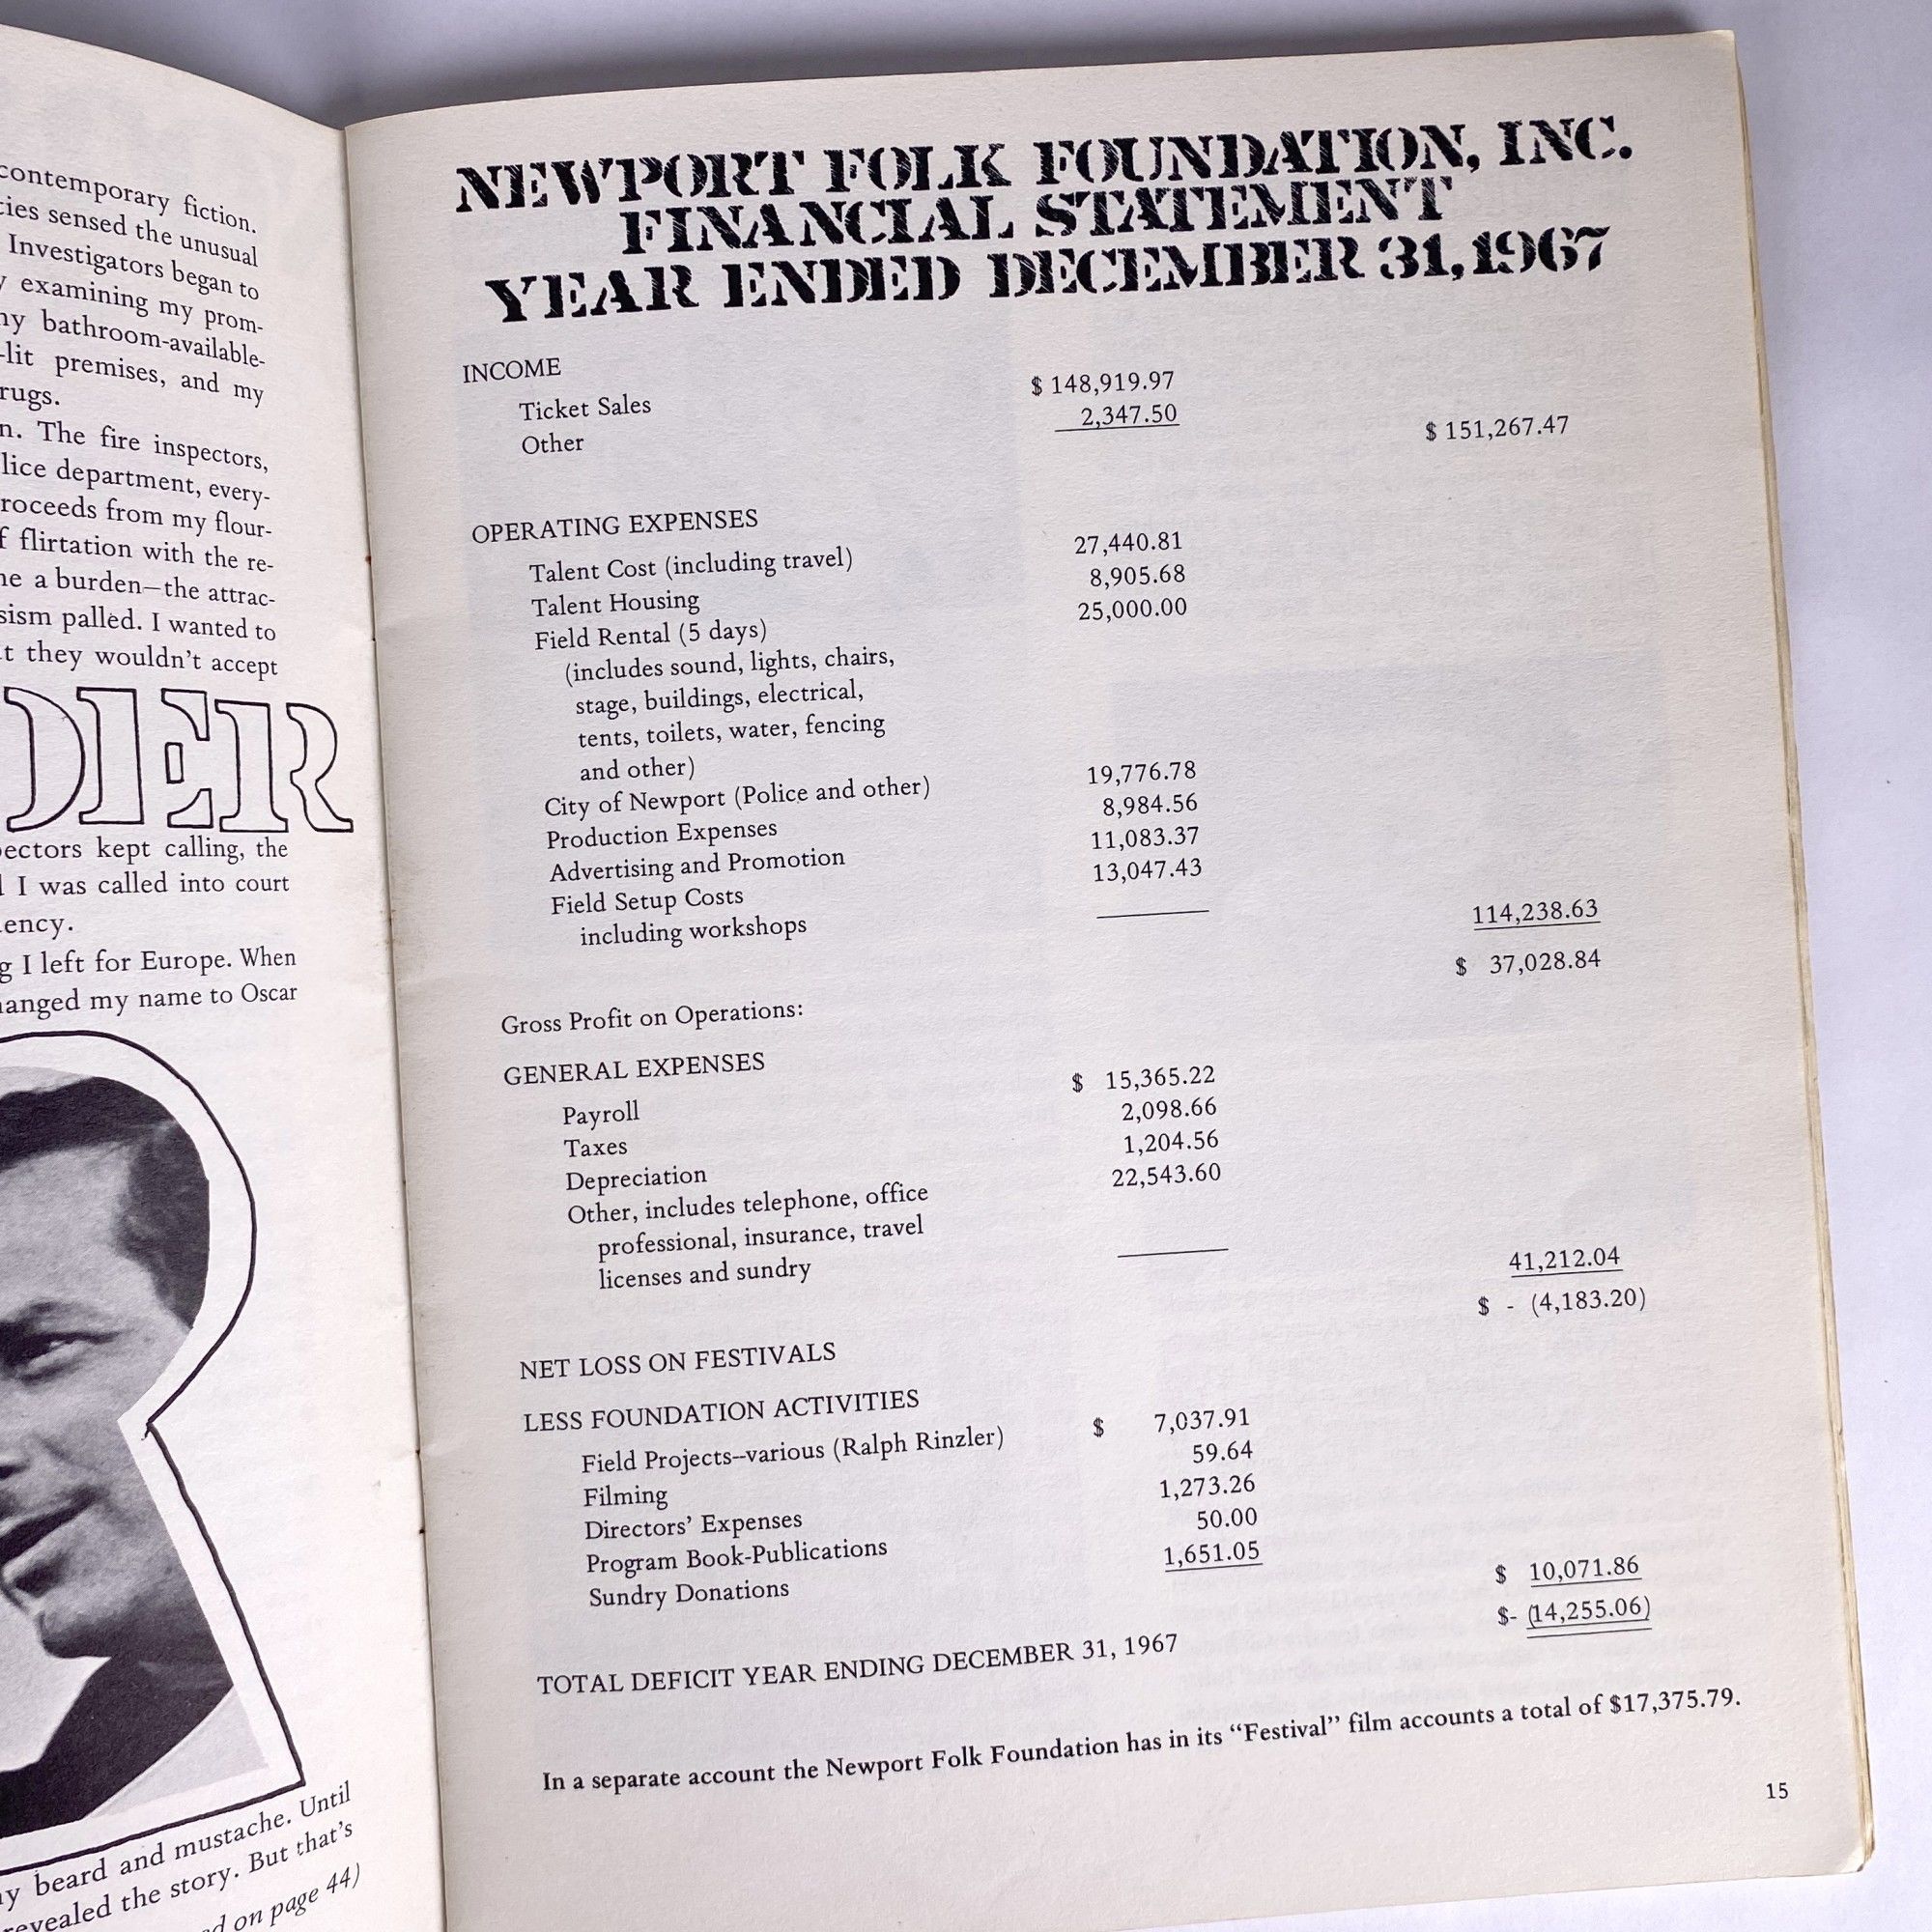 contemporary fiction.
sensed the unusual
Investigators began to
examining my prom-
bathroom-available-
-lit premises, and my
The fire inspectors,
department, every-
from my flour-
flirtation with the re-
a burden—the attrac-
palled. I wanted to
they wouldn't accept
DER
kept calling, the
I was called into court
I left for Europe. When
my name to Oscar
beard and mustache. Until
revealed the story. But that's
on page 44)
NEWPORT FOLK FOUNDATION, INC.
FINANCIAL STATEMENT
YEAR ENDED DECEMBER 31, 1967
INCOME
Ticket Sales $ 148,919.97
Other 2,347.50 $ 151,267.47
OPERATING EXPENSES
Talent Cost (including travel) 27,440.81
Talent Housing 8,905.68
Field Rental (5 days) 25,000.00
(includes sound, lights, chairs,
stage, buildings, electrical,
tents, toilets, water, fencing
and other)
City of Newport (Police and other) 19,776.78
Production Expenses 8,984.56
Advertising and Promotion 11,083.37
Field Setup Costs 13,047.43
including workshops 114,238.63
Gross Profit on Operations: $ 37,028.84
GENERAL EXPENSES
Payroll $ 15,365.22
Taxes 2,098.66
Depreciation 1,204.56
Other, includes telephone, office 22,543.60
professional, insurance, travel
licenses and sundry 41,212.04
NET LOSS ON FESTIVALS $ - (4,183.20)
LESS FOUNDATION ACTIVITIES
Field Projects--various (Ralph Rinzler) $ 7,037.91
Filming 59.64
Directors' Expenses 1,273.26
Program Book-Publications 50.00
Sundry Donations 1,651.05 $ 10,071.86
TOTAL DEFICIT YEAR ENDING DECEMBER 31, 1967 $- (14,255.06)
In a separate account the Newport Folk Foundation has in its "Festival" film accounts a total of $17,375.79.
15